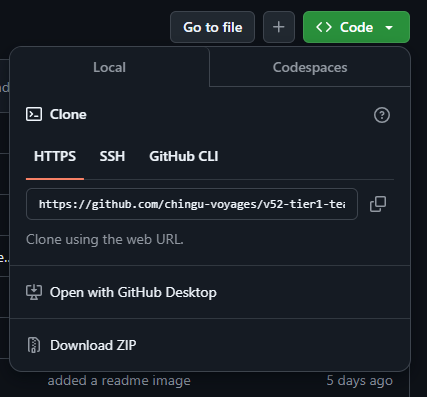 Go to file
Code
Local
Codespaces
Clone
HTTPS
SSH
GitHub CLI
https://github.com/chingu-voyages/v52-tier1-tea
Clone using the web URL.
Open with GitHub Desktop
Download ZIP
added a readme image
5 days ago